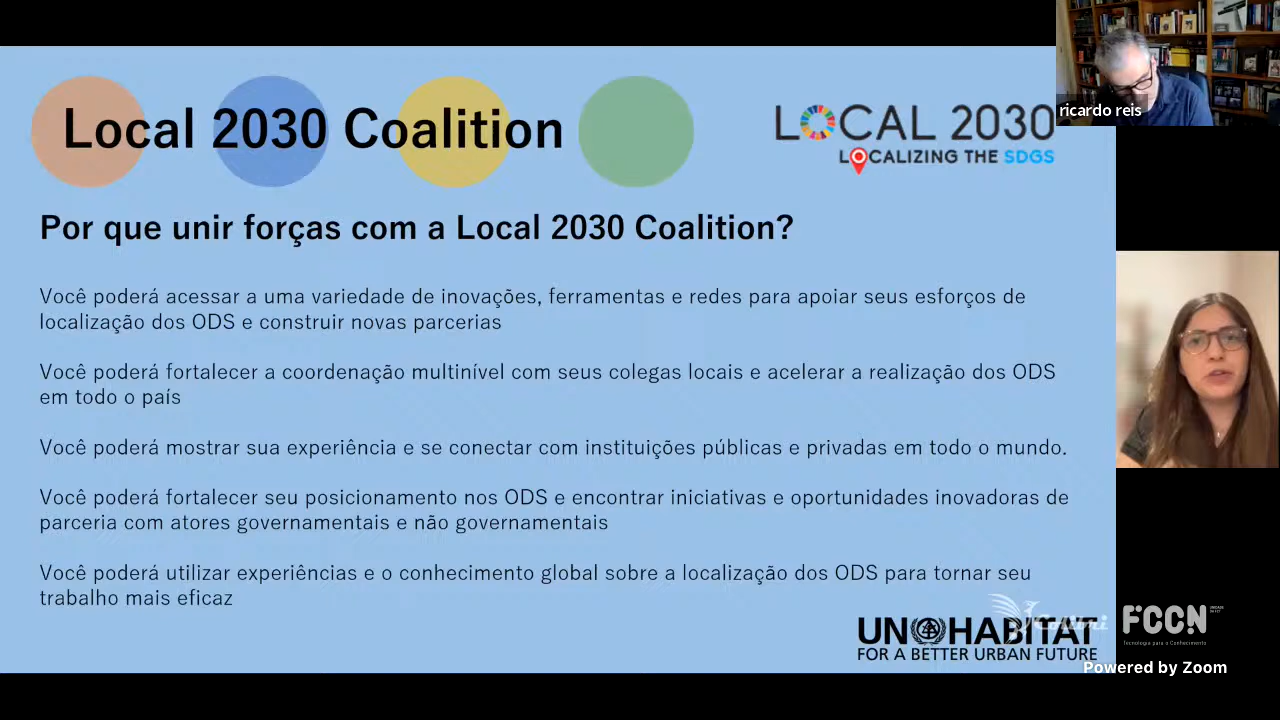 Local 2030 Coalition
LOCAL 2030
LOCALIZING THE SDGS
ricardo reis
Por que unir forças com a Local 2030 Coalition?
Você poderá acessar a uma variedade de inovações, ferramentas e redes para apoiar seus esforços de
localização dos ODS e construir novas parcerias
Você poderá fortalecer a coordenação multinível com seus colegas locais e acelerar a realização dos ODS
em todo o país
Você poderá mostrar sua experiência e se conectar com instituições públicas e privadas em todo o mundo.
Você poderá fortalecer seu posicionamento nos ODS e encontrar iniciativas e oportunidades inovadoras de
parceria com atores governamentais e não governamentais
Você poderá utilizar experiências e o conhecimento global sobre a localização dos ODS para tornar seu
trabalho mais eficaz
UN HABITAT
FOR A BETTER URBAN FUTURE
Colibri
FCCN
Tecnologia para o Conhecimento
Powered by Zoom